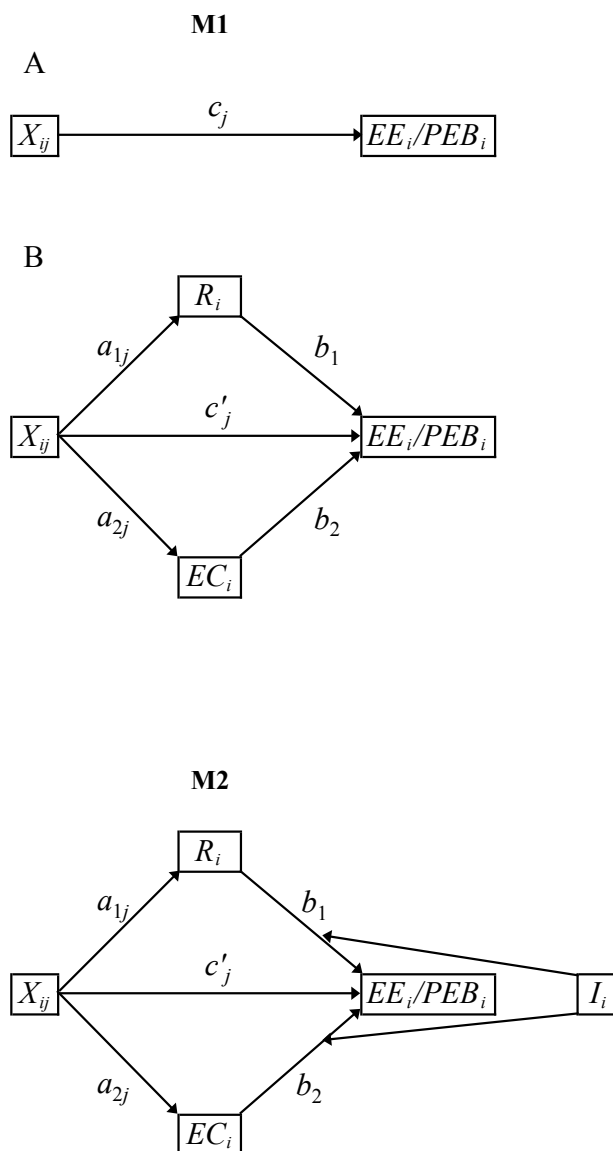 M1
A
c_j
X_ij EE_i/PEB_i
B
R_i
a_1j b_1
c'_j
X_ij EE_i/PEB_i
a_2j b_2
EC_i
M2
R_i
a_1j b_1
c'_j
X_ij EE_i/PEB_i I_i
a_2j b_2
EC_i